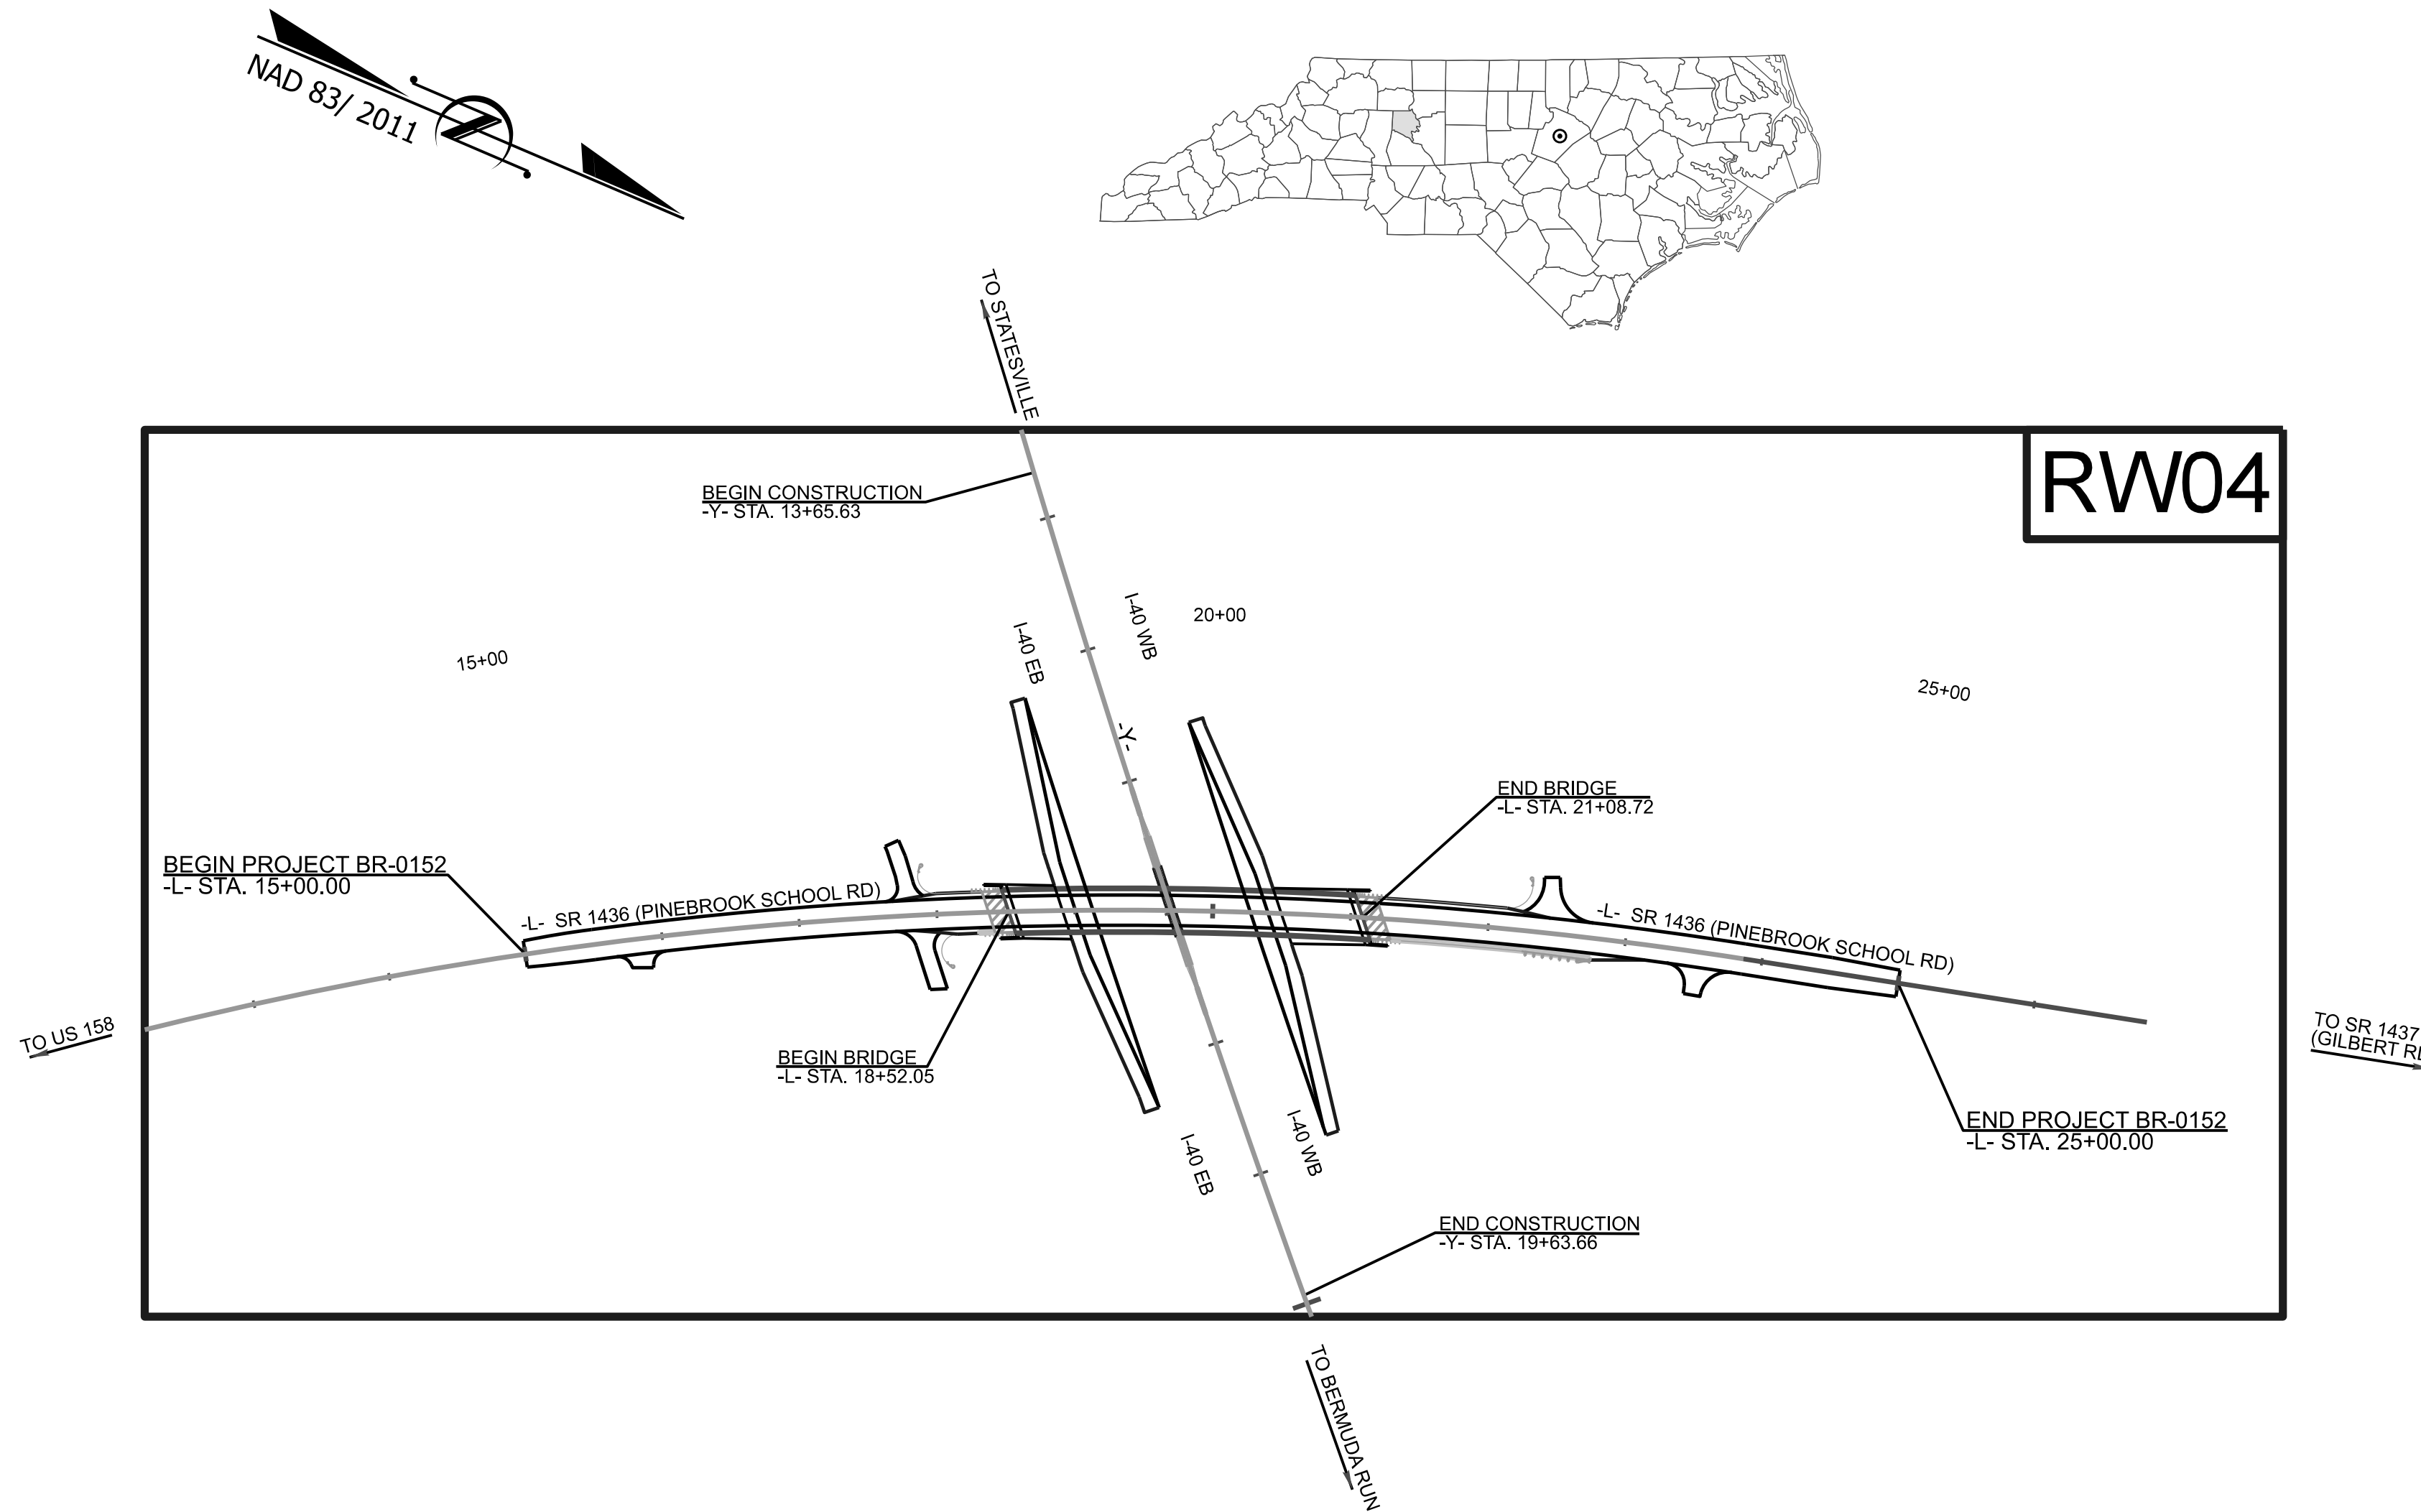 NAD 83/ 2011
TO STATESVILLE
RW04
BEGIN CONSTRUCTION
-Y- STA. 13+65.63
I-40 WB
20+00
I-40 EB
15+00
25+00
-Y-
END BRIDGE
-L- STA. 21+08.72
BEGIN PROJECT BR-0152
-L- STA. 15+00.00
-L- SR 1436 (PINEBROOK SCHOOL RD)
-L- SR 1436 (PINEBROOK SCHOOL RD)
TO US 158
TO SR 1437
(GILBERT
BEGIN BRIDGE
-L- STA. 18+52.05
END PROJECT BR-0152
-L- STA. 25+00.00
I-40 EB
I-40 WB
END CONSTRUCTION
-Y- STA. 19+63.66
TO BERMUDA RUN